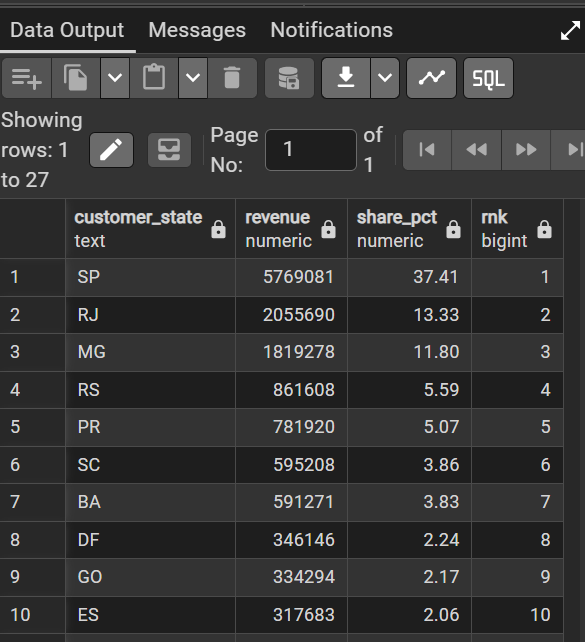 Data Output Messages Notifications
SQL
Showing
rows: 1
to 27
Page
No:
1
of
1
customer_state
text
revenue
numeric
share_pct
numeric
rnk
bigint
1 SP 5769081 37.41 1
2 RJ 2055690 13.33 2
3 MG 1819278 11.80 3
4 RS 861608 5.59 4
5 PR 781920 5.07 5
6 SC 595208 3.86 6
7 BA 591271 3.83 7
8 DF 346146 2.24 8
9 GO 334294 2.17 9
10 ES 317683 2.06 10